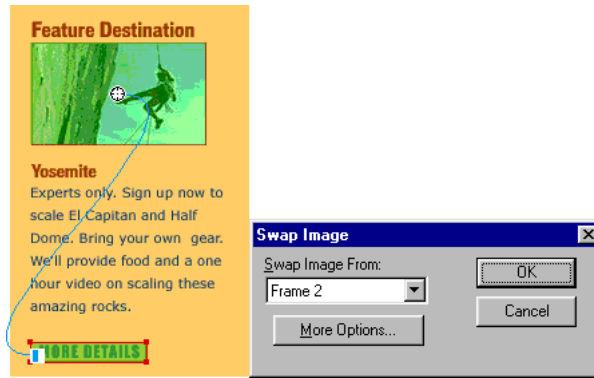 Feature Destination
Yosemite
Experts only. Sign up now to
scale El Capitan and Half
Dome. Bring your own gear.
We'll provide food and a one
hour video on scaling these
amazing rocks.
MORE DETAILS
Swap Image
Swap Image From:
Frame 2
OK
Cancel
More Options...